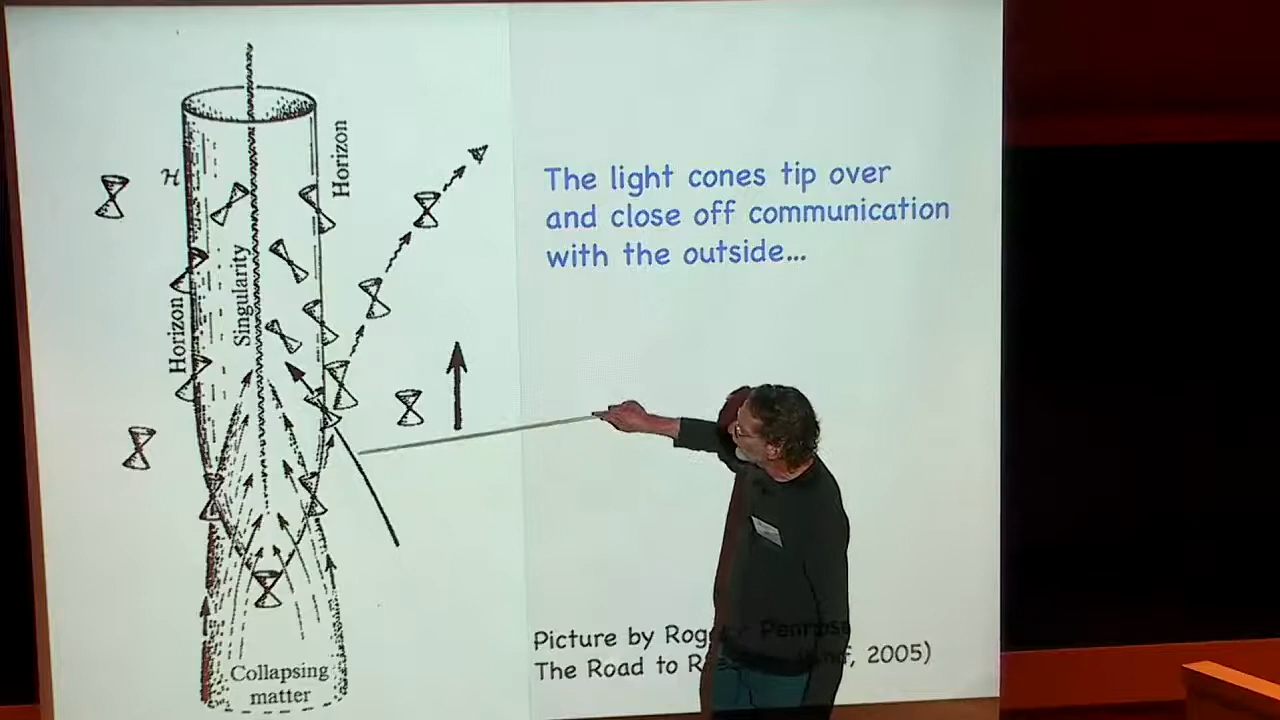 H
Horizon
Singularity
Horizon
Collapsing
matter
The light cones tip over
and close off communication
with the outside...
Picture by Roger Penrose
The Road to 2005)